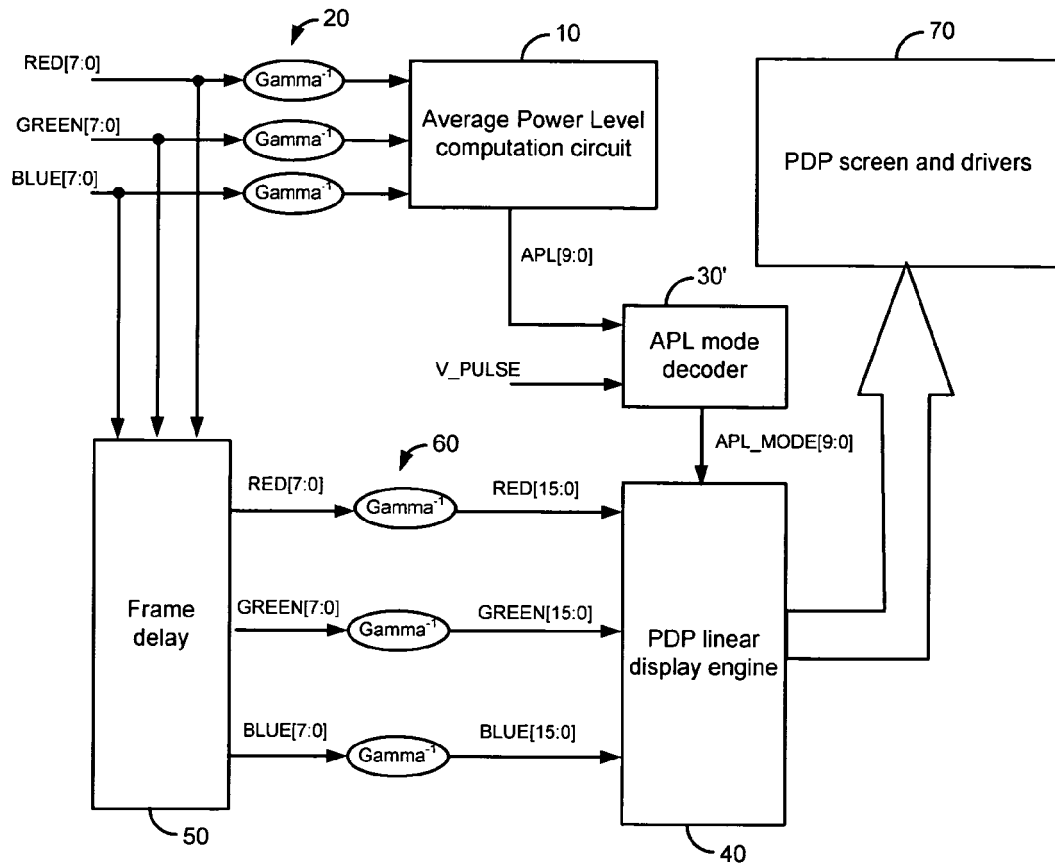 20
10
70
RED[7:0]
Gamma⁻¹
GREEN[7:0]
Gamma⁻¹
BLUE[7:0]
Gamma⁻¹
Average Power Level
computation circuit
PDP screen and drivers
APL[9:0]
30'
V_PULSE
APL mode
decoder
APL_MODE[9:0]
60
RED[7:0]
Gamma⁻¹
RED[15:0]
Frame
delay
GREEN[7:0]
Gamma⁻¹
GREEN[15:0]
PDP linear
display engine
BLUE[7:0]
Gamma⁻¹
BLUE[15:0]
50
40